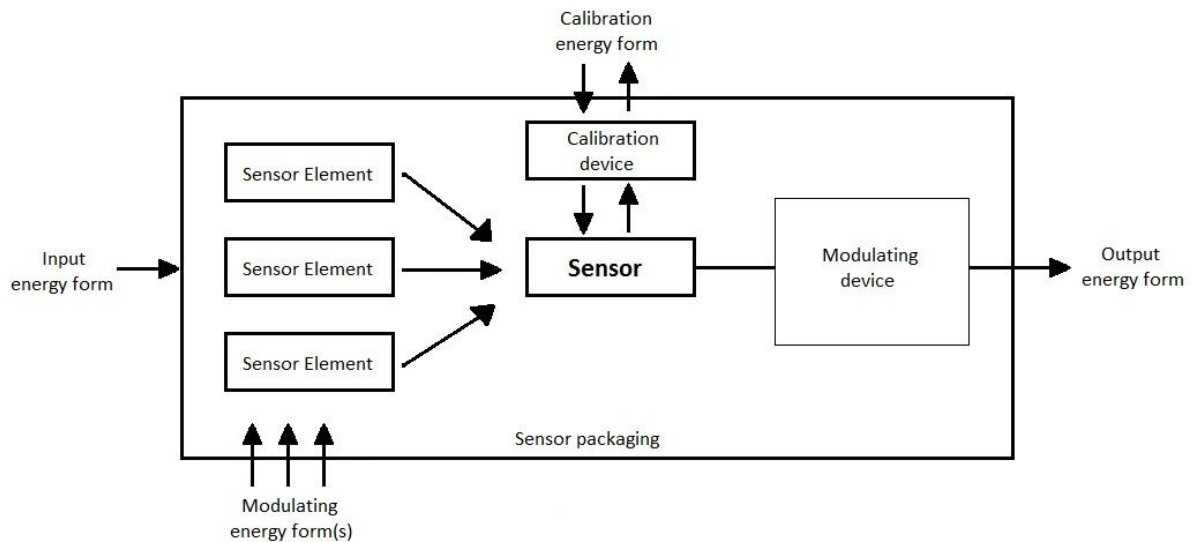 Calibration
energy form
Calibration
device
Sensor Element
Sensor Element
Sensor Element
Input
energy form
Sensor
Modulating
device
Output
energy form
Sensor packaging
Modulating
energy form(s)